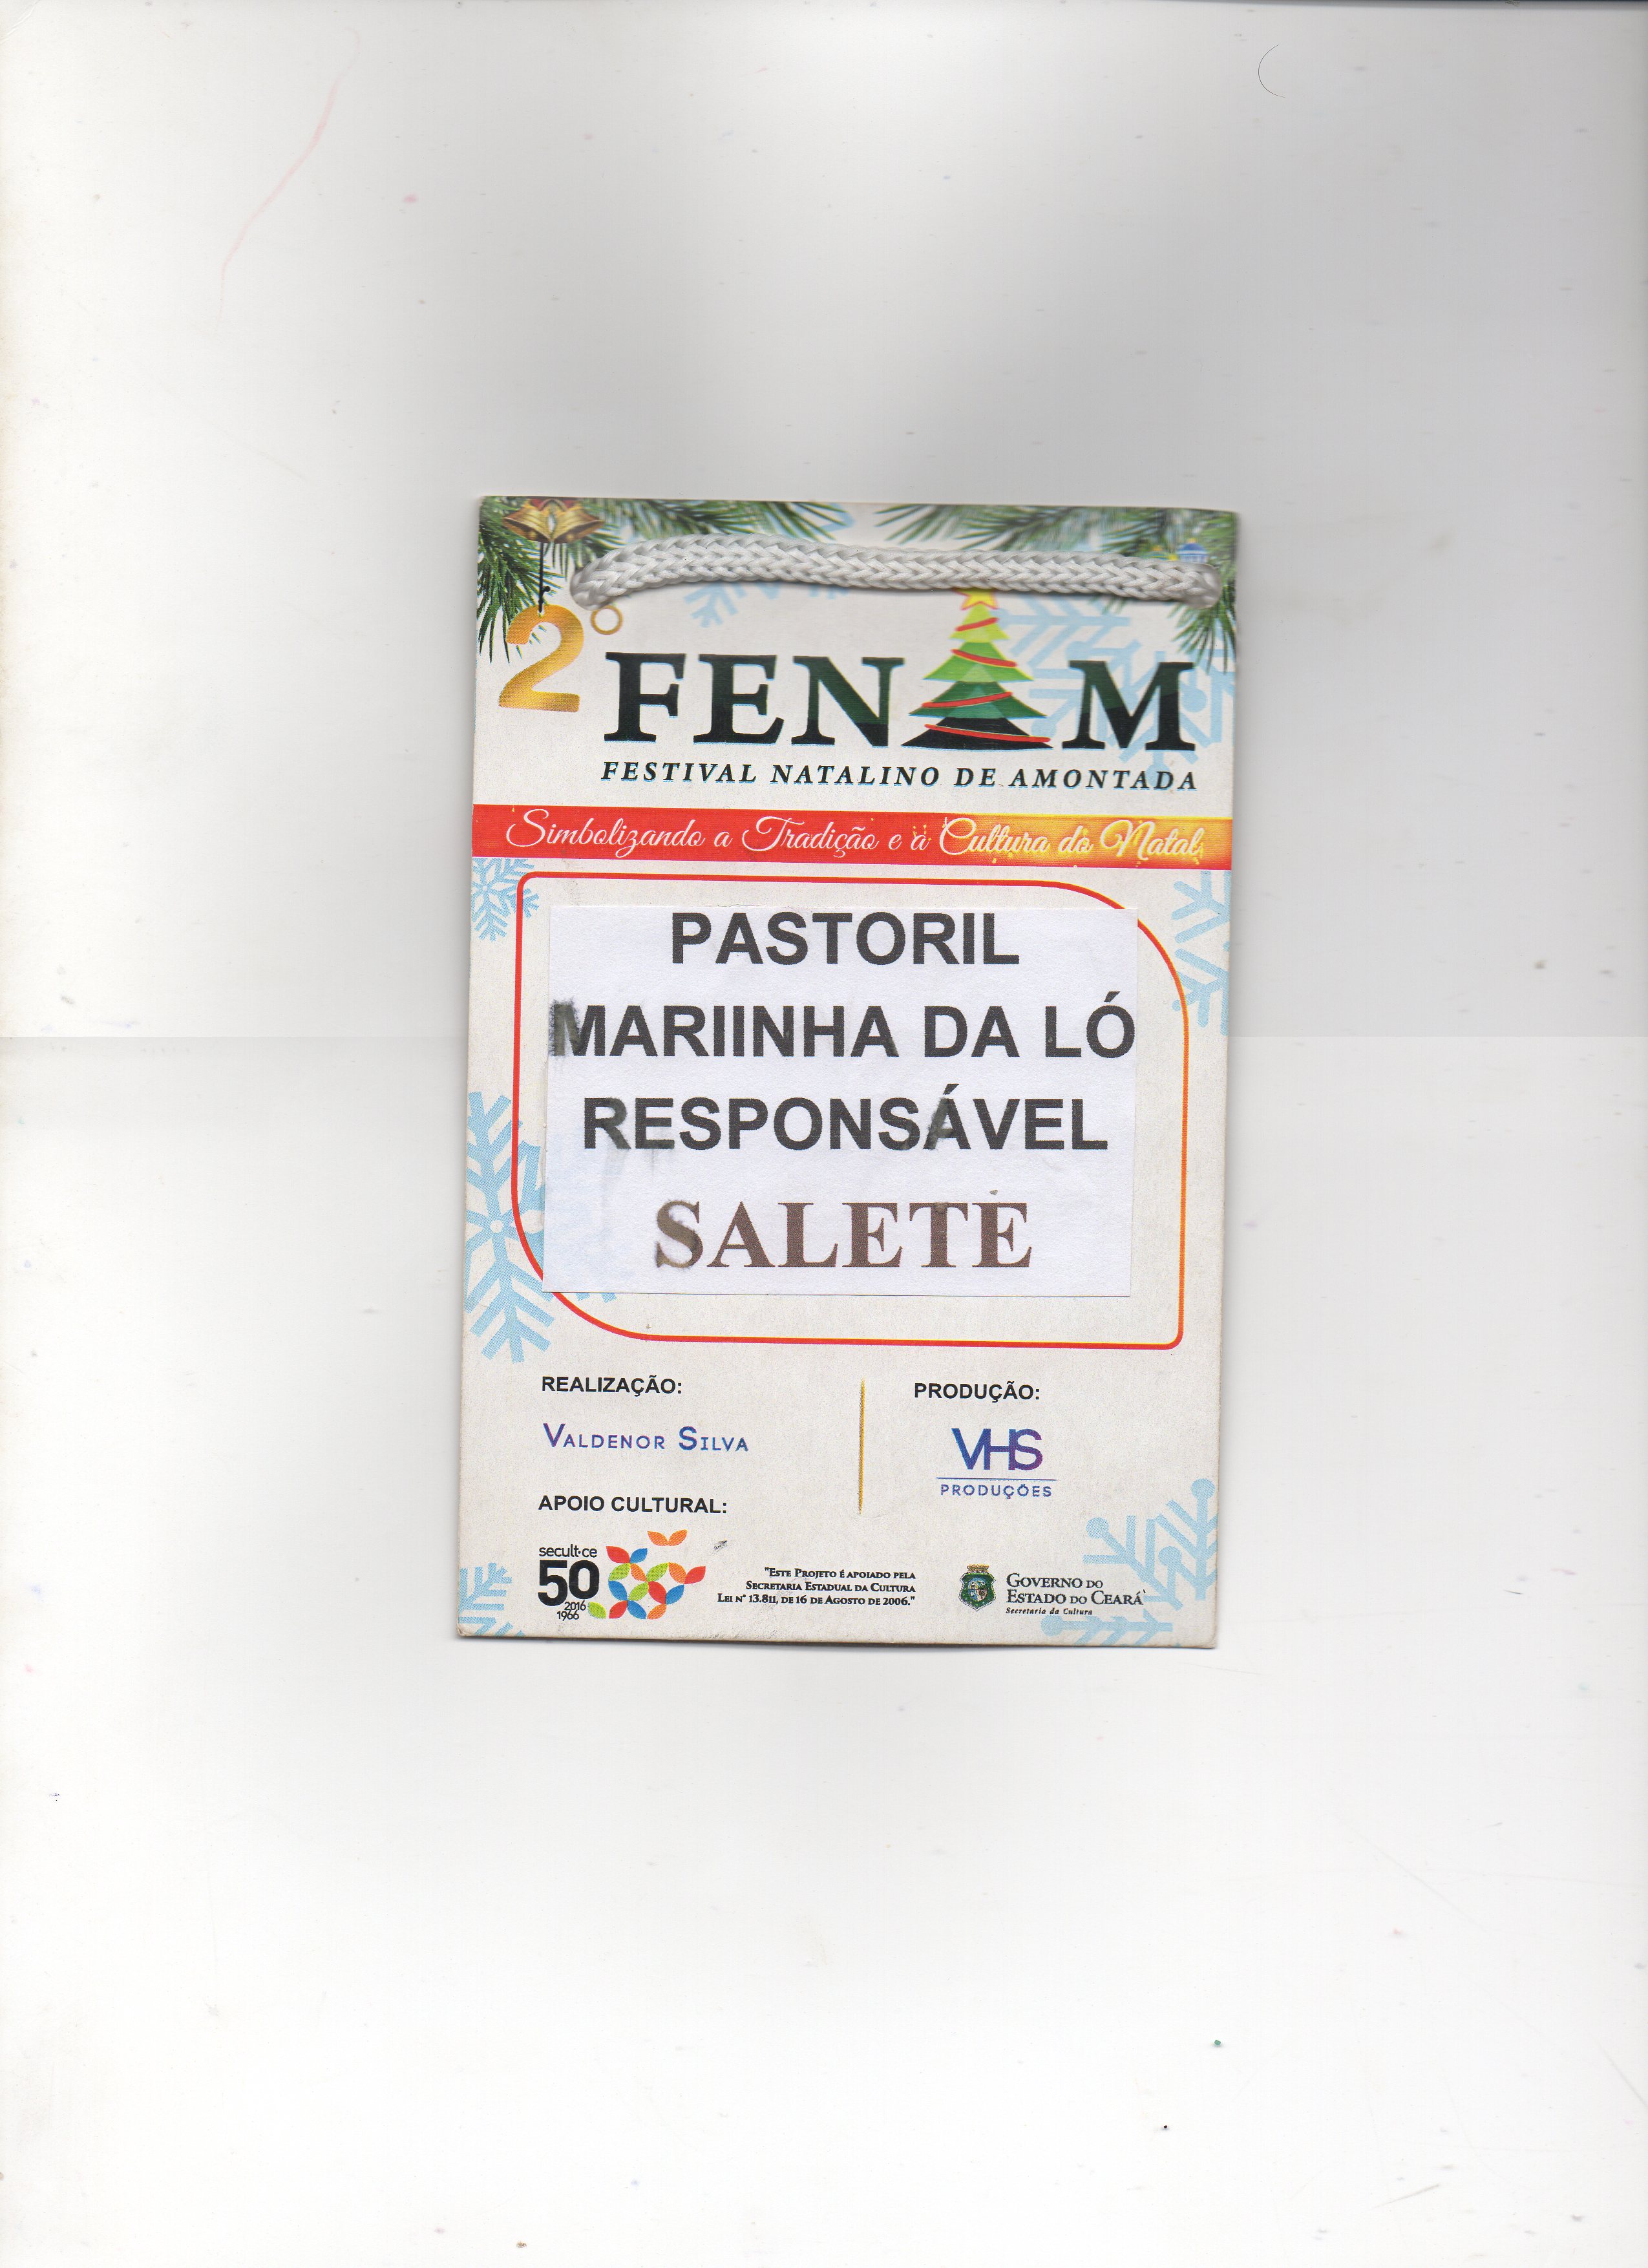 2º FENAM
FESTIVAL NATALINO DE AMONTADA
Simbolizando a Tradição e a Cultura do Natal
PASTORIL
MARIINHA DA LÓ
RESPONSÁVEL
SALETE
REALIZAÇÃO:
VALDENOR SILVA
PRODUÇÃO:
VHS
PRODUÇÕES
APOIO CULTURAL:
secult·ce
50
2016
1966
"ESTE PROJETO É APOIADO PELA
SECRETARIA ESTADUAL DA CULTURA
LEI Nº 13.811, DE 16 DE AGOSTO DE 2006."
GOVERNO DO
ESTADO DO CEARÁ
Secretaria da Cultura